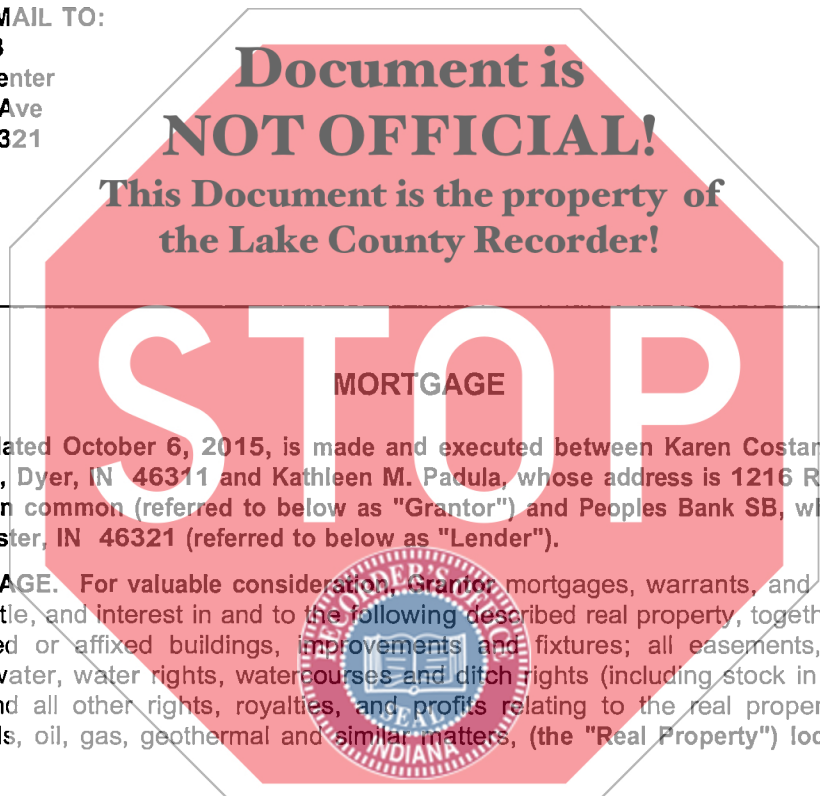 MAIL TO:
Document is
enter
Ave
NOT OFFICIAL!
321
This Document is the property of
the Lake County Recorder!
STOP
MORTGAGE
ated October 6, 2015, is made and executed between Karen Costan
, Dyer, IN 46311 and Kathleen M. Padula, whose address is 1216 R
n common (referred to below as "Grantor") and Peoples Bank SB, wh
ster, IN 46321 (referred to below as "Lender").
AGE. For valuable consideration, Grantor mortgages, warrants, and
tle, and interest in and to the following described real property, togeth
ed or affixed buildings, improvements and fixtures; all easements,
water, water rights, watercourses and ditch rights (including stock in
nd all other rights, royalties, and profits relating to the real proper
ls, oil, gas, geothermal and similar matters, (the "Real Property") loc
RECORDER'S OFFICE
SEAL
INDIANA